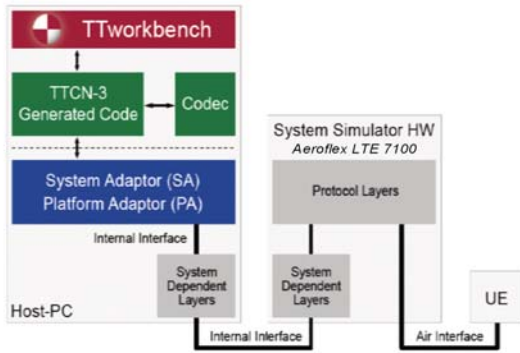 TTworkbench
TTCN-3
Generated Code
Codec
System Adaptor (SA)
Platform Adaptor (PA)
Internal Interface
System
Dependent
Layers
Host-PC
System Simulator HW
Aeroflex LTE 7100
Protocol Layers
System
Dependent
Layers
UE
Internal Interface
Air Interface